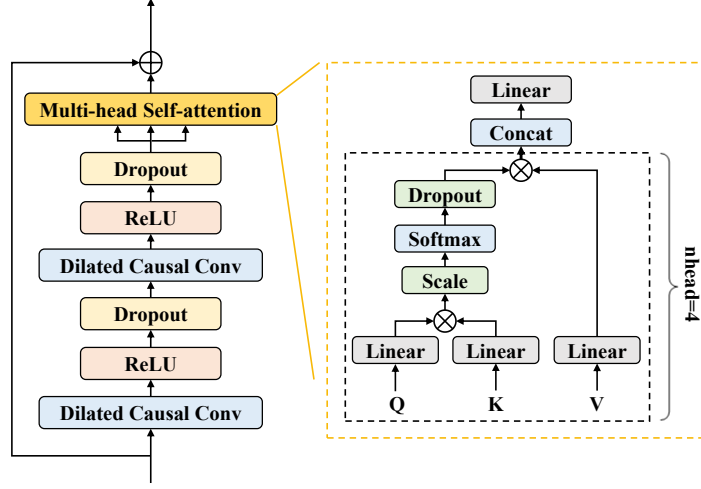 Multi-head Self-attention
Dropout
ReLU
Dilated Causal Conv
Dropout
ReLU
Dilated Causal Conv
Linear
Concat
Dropout
Softmax
Scale
Linear
Linear
Linear
Q
K
V
nhead=4